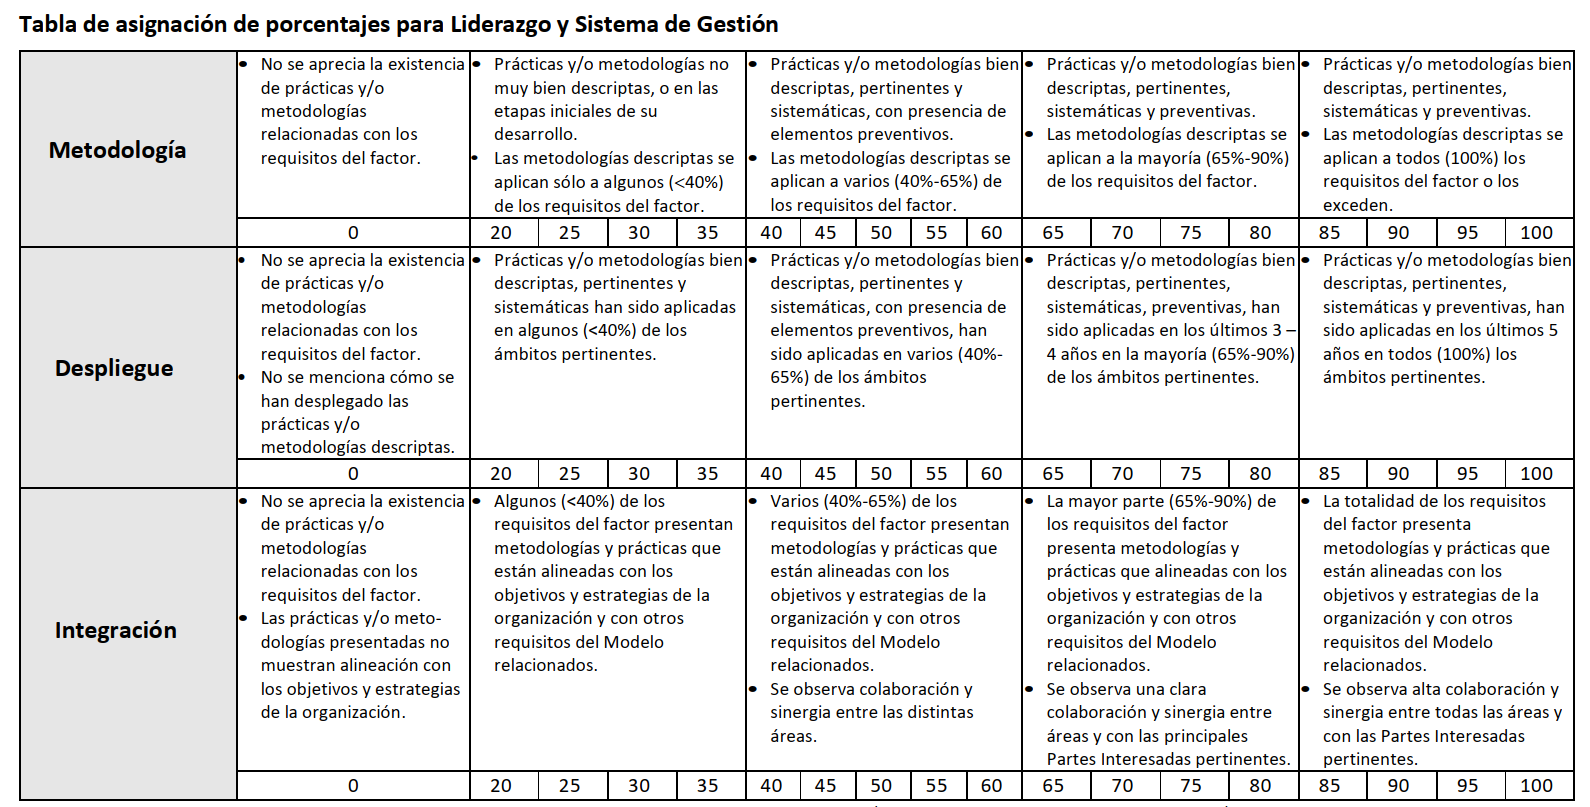 Tabla de asignación de porcentajes para Liderazgo y Sistema de Gestión
Metodología
• No se aprecia la existencia
de prácticas y/o
metodologías
relacionadas con los
requisitos del factor.
• Prácticas y/o metodologías no
muy bien descriptas, o en las
etapas iniciales de su
desarrollo.
• Las metodologías descriptas se
aplican sólo a algunos (<40%)
de los requisitos del factor.
• Prácticas y/o metodologías bien
descriptas, pertinentes y
sistemáticas, con presencia de
elementos preventivos.
• Las metodologías descriptas se
aplican a varios (40%-65%) de
los requisitos del factor.
• Prácticas y/o metodologías bien
descriptas, pertinentes,
sistemáticas y preventivas.
• Las metodologías descriptas se
aplican a la mayoría (65%-90%)
de los requisitos del factor.
• Prácticas y/o metodologías bien
descriptas, pertinentes,
sistemáticas y preventivas.
• Las metodologías descriptas se
aplican a todos (100%) los
requisitos del factor o los
exceden.
0 20 25 30 35 40 45 50 55 60 65 70 75 80 85 90 95 100
Despliegue
• No se aprecia la existencia
de prácticas y/o
metodologías
relacionadas con los
requisitos del factor.
• No se menciona cómo se
han desplegado las
prácticas y/o
metodologías descriptas.
• Prácticas y/o metodologías bien
descriptas, pertinentes y
sistemáticas han sido aplicadas
en algunos (<40%) de los
ámbitos pertinentes.
• Prácticas y/o metodologías bien
descriptas, pertinentes y
sistemáticas, con presencia de
elementos preventivos, han
sido aplicadas en varios (40%-
65%) de los ámbitos
pertinentes.
• Prácticas y/o metodologías bien
descriptas, pertinentes,
sistemáticas, preventivas, han
sido aplicadas en los últimos 3 –
4 años en la mayoría (65%-90%)
de los ámbitos pertinentes.
• Prácticas y/o metodologías bien
descriptas, pertinentes,
sistemáticas y preventivas, han
sido aplicadas en los últimos 5
años en todos (100%) los
ámbitos pertinentes.
0 20 25 30 35 40 45 50 55 60 65 70 75 80 85 90 95 100
Integración
• No se aprecia la existencia
de prácticas y/o
metodologías
relacionadas con los
requisitos del factor.
• Las prácticas y/o meto-
dologías presentadas no
muestran alineación con
los objetivos y estrategias
de la organización.
• Algunos (<40%) de los
requisitos del factor presentan
metodologías y prácticas que
están alineadas con los
objetivos y estrategias de la
organización y con otros
requisitos del Modelo
relacionados.
• Varios (40%-65%) de los
requisitos del factor presentan
metodologías y prácticas que
están alineadas con los
objetivos y estrategias de la
organización y con otros
requisitos del Modelo
relacionados.
• Se observa colaboración y
sinergia entre las distintas
áreas.
• La mayor parte (65%-90%) de
los requisitos del factor
presenta metodologías y
prácticas que alineadas con los
objetivos y estrategias de la
organización y con otros
requisitos del Modelo
relacionados.
• Se observa una clara
colaboración y sinergia entre
áreas y con las principales
Partes Interesadas pertinentes.
• La totalidad de los requisitos
del factor presenta
metodologías y prácticas que
están alineadas con los
objetivos y estrategias de la
organización y con otros
requisitos del Modelo
relacionados.
• Se observa alta colaboración y
sinergia entre todas las áreas y
con las Partes Interesadas
pertinentes.
0 20 25 30 35 40 45 50 55 60 65 70 75 80 85 90 95 100